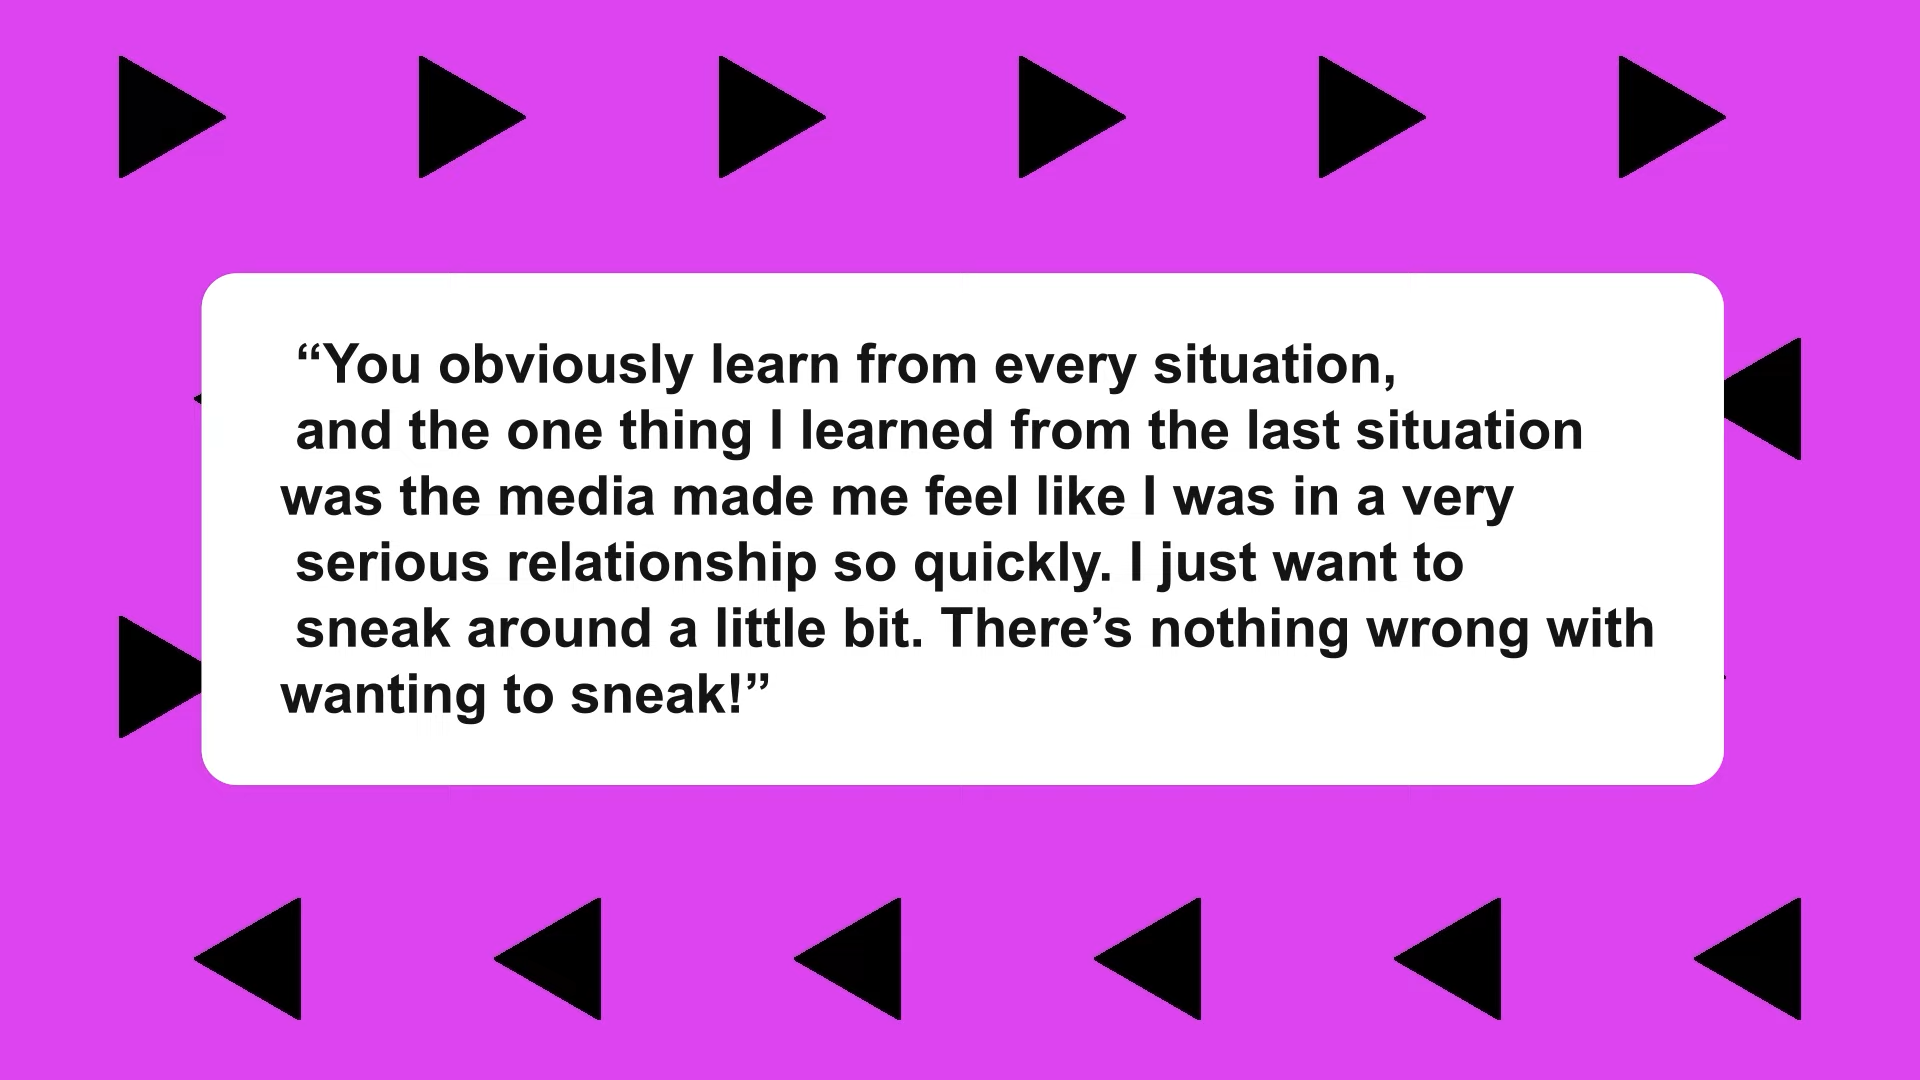 “You obviously learn from every situation,
and the one thing I learned from the last situation
was the media made me feel like I was in a very
serious relationship so quickly. I just want to
sneak around a little bit. There’s nothing wrong with
wanting to sneak!”